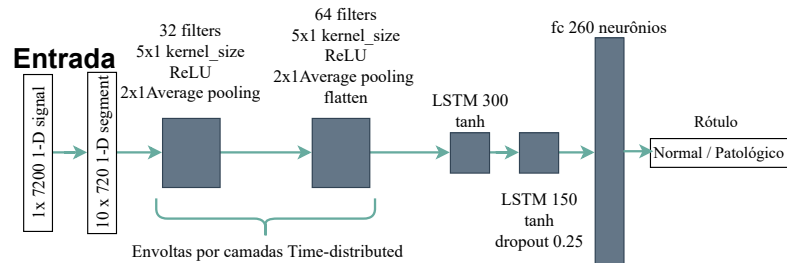 Entrada
1x 7200 1-D signal
10 x 720 1-D segment
32 filters
5x1 kernel_size
ReLU
2x1Average pooling
64 filters
5x1 kernel_size
ReLU
2x1Average pooling
flatten
Envoltas por camadas Time-distributed
LSTM 300
tanh
LSTM 150
tanh
dropout 0.25
fc 260 neurônios
Rótulo
Normal / Patológico